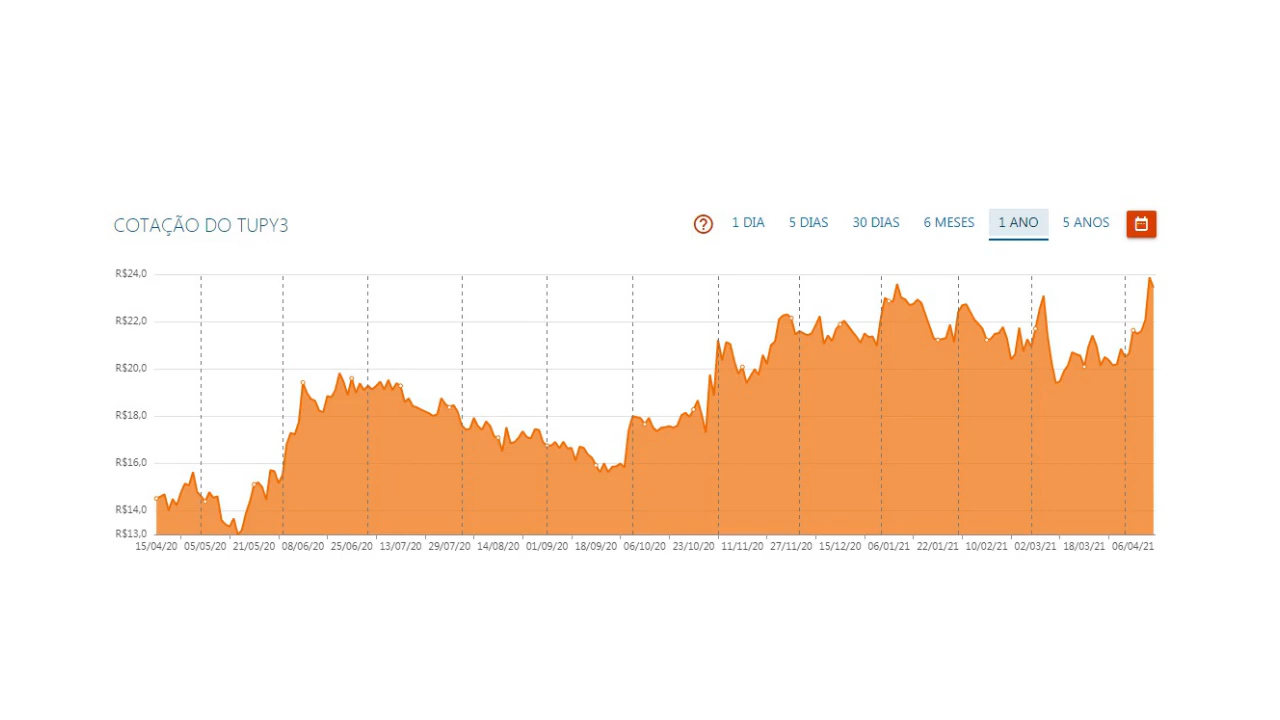 COTAÇÃO DO TUPY3
? 1 DIA 5 DIAS 30 DIAS 6 MESES 1 ANO 5 ANOS
R$24,0
R$22,0
R$20,0
R$18,0
R$16,0
R$14,0
R$13,0
15/04/20 05/05/20 21/05/20 08/06/20 25/06/20 13/07/20 29/07/20 14/08/20 01/09/20 18/09/20 06/10/20 23/10/20 11/11/20 27/11/20 15/12/20 06/01/21 22/01/21 10/02/21 02/03/21 18/03/21 06/04/21